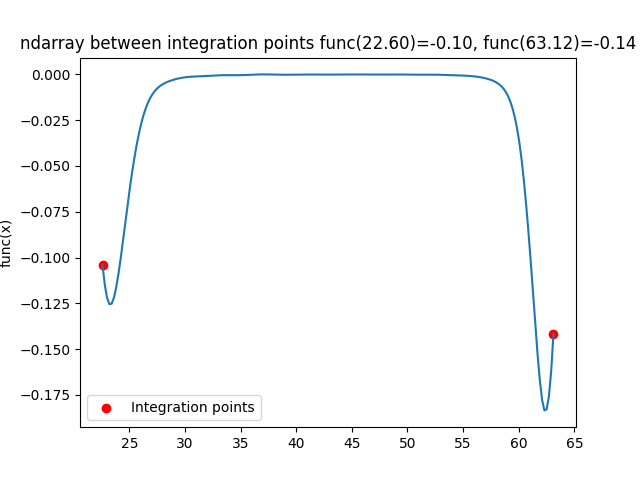 ndarray between integration points func(22.60)=-0.10, func(63.12)=-0.14
0.000
−0.025
−0.050
−0.075
−0.100
−0.125
−0.150
−0.175
func(x)
Integration points
25 30 35 40 45 50 55 60 65